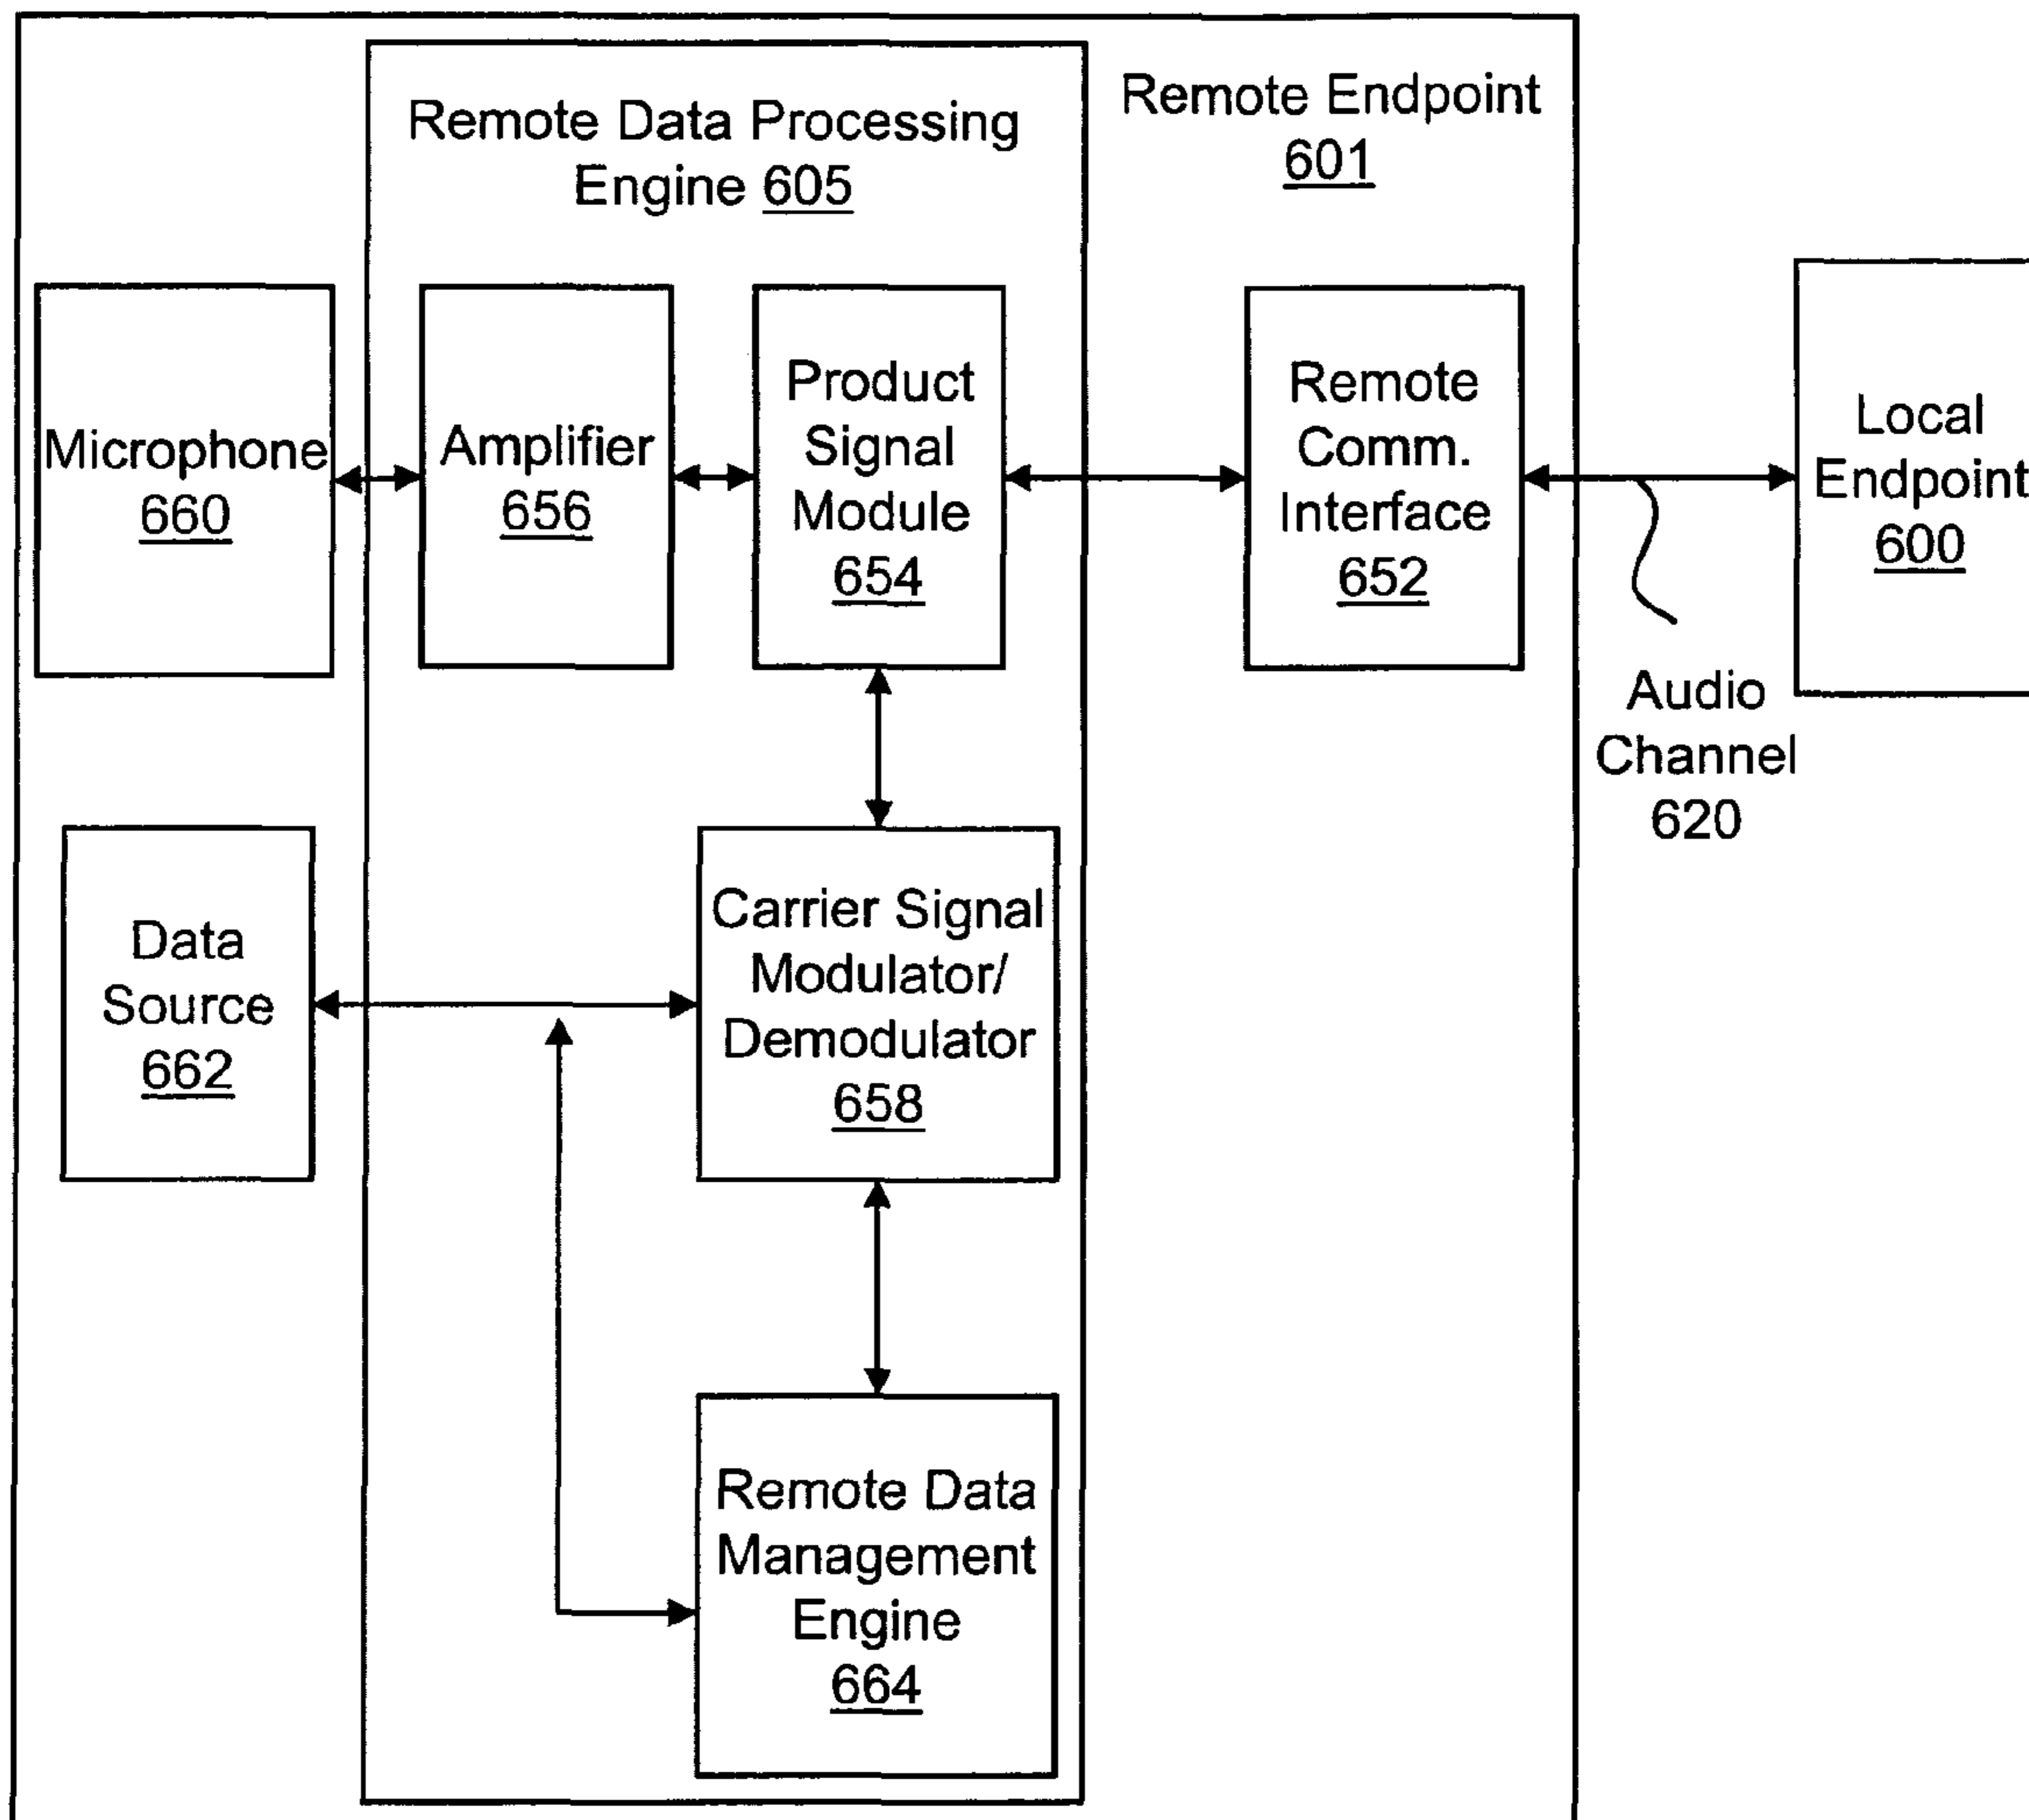 Remote Data Processing
Engine 605
Remote Endpoint
601
Microphone
660
Amplifier
656
Product
Signal
Module
654
Remote
Comm.
Interface
652
Local
Endpoint
600
Audio
Channel
620
Data
Source
662
Carrier Signal
Modulator/
Demodulator
658
Remote Data
Management
Engine
664